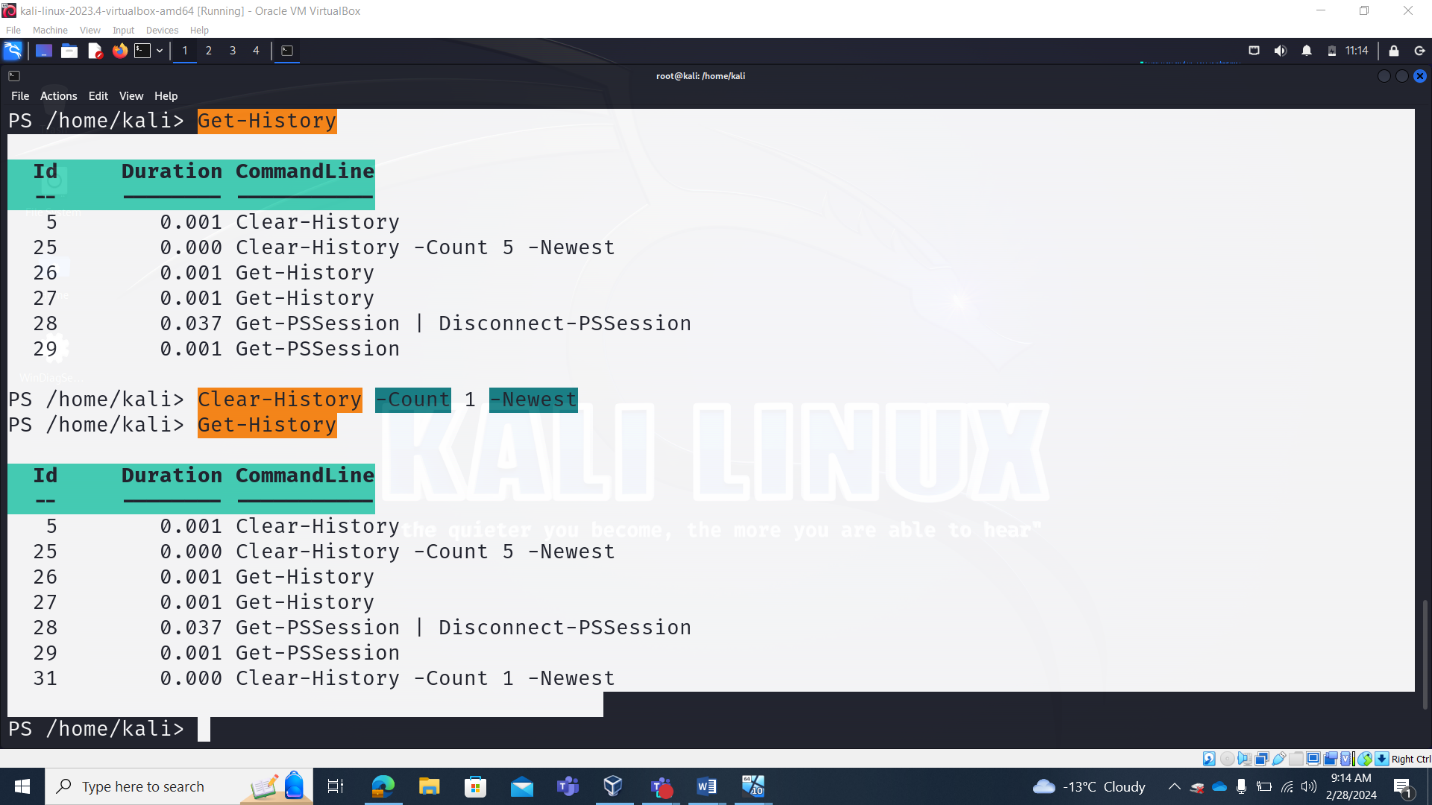 kali-linux-2023.4-virtualbox-amd64 [Running] - Oracle VM VirtualBox
File Machine View Input Devices Help
1 2 3 4 11:14
root@kali: /home/kali
File Actions Edit View Help
PS /home/kali> Get-History
Id Duration CommandLine
-- -------- -----------
5 0.001 Clear-History
25 0.000 Clear-History -Count 5 -Newest
26 0.001 Get-History
27 0.001 Get-History
28 0.037 Get-PSSession | Disconnect-PSSession
29 0.001 Get-PSSession
PS /home/kali> Clear-History -Count 1 -Newest
PS /home/kali> Get-History
KALI LINUX
Id Duration CommandLine
-- -------- -----------
5 0.001 Clear-History
the quieter you become, the more you are able to hear"
25 0.000 Clear-History -Count 5 -Newest
26 0.001 Get-History
27 0.001 Get-History
28 0.037 Get-PSSession | Disconnect-PSSession
29 0.001 Get-PSSession
31 0.000 Clear-History -Count 1 -Newest
PS /home/kali>
Right Ctrl
Type here to search
-13°C Cloudy
9:14 AM
2/28/2024
1